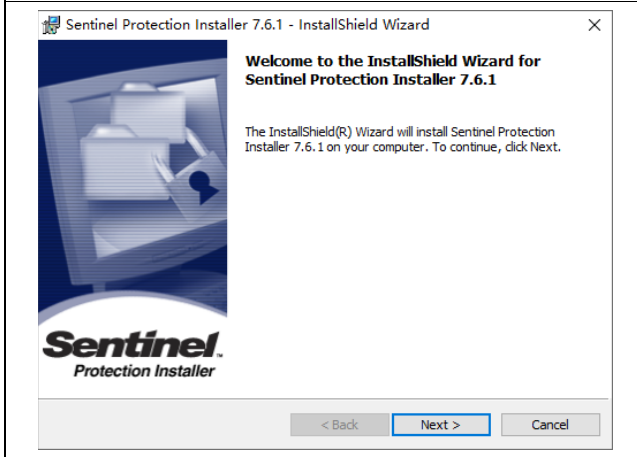 Sentinel Protection Installer 7.6.1 - InstallShield Wizard
Welcome to the InstallShield Wizard for
Sentinel Protection Installer 7.6.1
The InstallShield(R) Wizard will install Sentinel Protection
Installer 7.6.1 on your computer. To continue, click Next.
Sentinel™
Protection Installer
< Back Next > Cancel